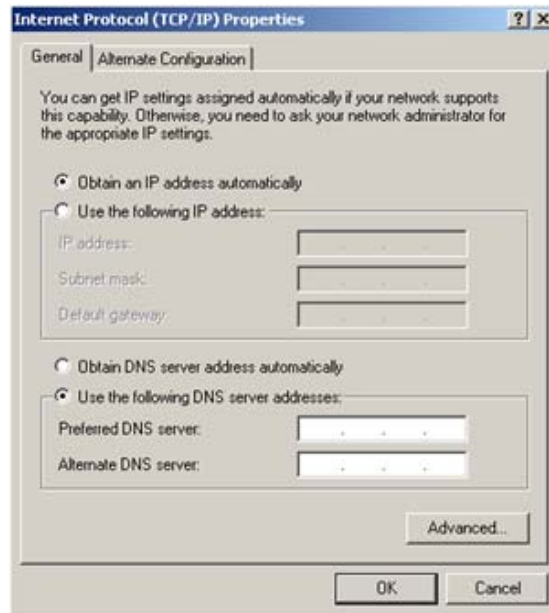 Internet Protocol (TCP/IP) Properties
General
Alternate Configuration
You can get IP settings assigned automatically if your network supports
this capability. Otherwise, you need to ask your network administrator for
the appropriate IP settings.
Obtain an IP address automatically
Use the following IP address:
IP address:
Subnet mask:
Default gateway:
Obtain DNS server address automatically
Use the following DNS server addresses:
Preferred DNS server:
Alternate DNS server:
Advanced...
OK
Cancel